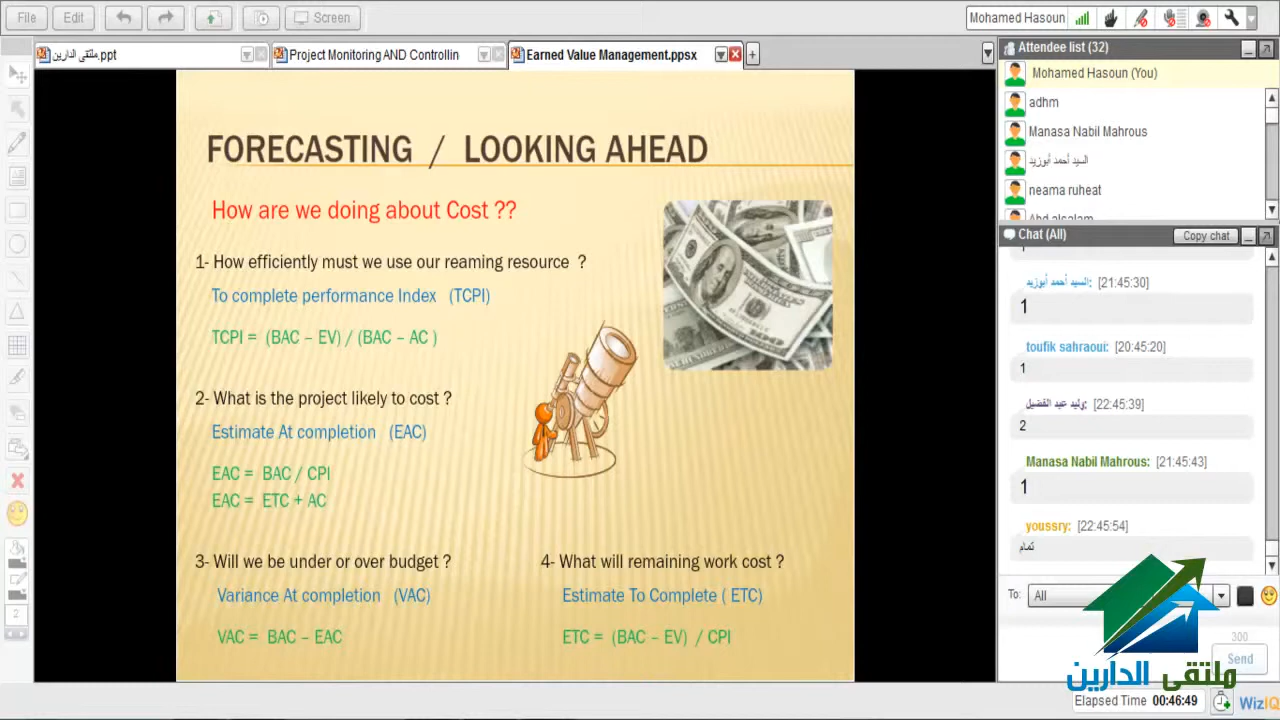 File
Edit
Screen
Mohamed Hasoun
ملتقى الدارين.ppt
Project Monitoring AND Controllin
Earned Value Management.ppsx
FORECASTING / LOOKING AHEAD
How are we doing about Cost ??
1- How efficiently must we use our reaming resource ?
To complete performance Index (TCPI)
TCPI = (BAC – EV) / (BAC – AC )
2- What is the project likely to cost ?
Estimate At completion (EAC)
EAC = BAC / CPI
EAC = ETC + AC
3- Will we be under or over budget ?
Variance At completion (VAC)
VAC = BAC – EAC
4- What will remaining work cost ?
Estimate To Complete ( ETC)
ETC = (BAC – EV) / CPI
2
Attendee list (32)
Mohamed Hasoun (You)
adhm
Manasa Nabil Mahrous
السيد أحمد أبوزيد
neama ruheat
Abd alsalam
Chat (All)
Copy chat
السيد أحمد أبوزيد: [21:45:30]
1
toufik sahraoui: [20:45:20]
1
وليد عبد الفضيل: [22:45:39]
2
Manasa Nabil Mahrous: [21:45:43]
1
youssry: [22:45:54]
تمام
To:
All
300
Send
ملتقى الدارين
Elapsed Time 00:46:49
WizIQ